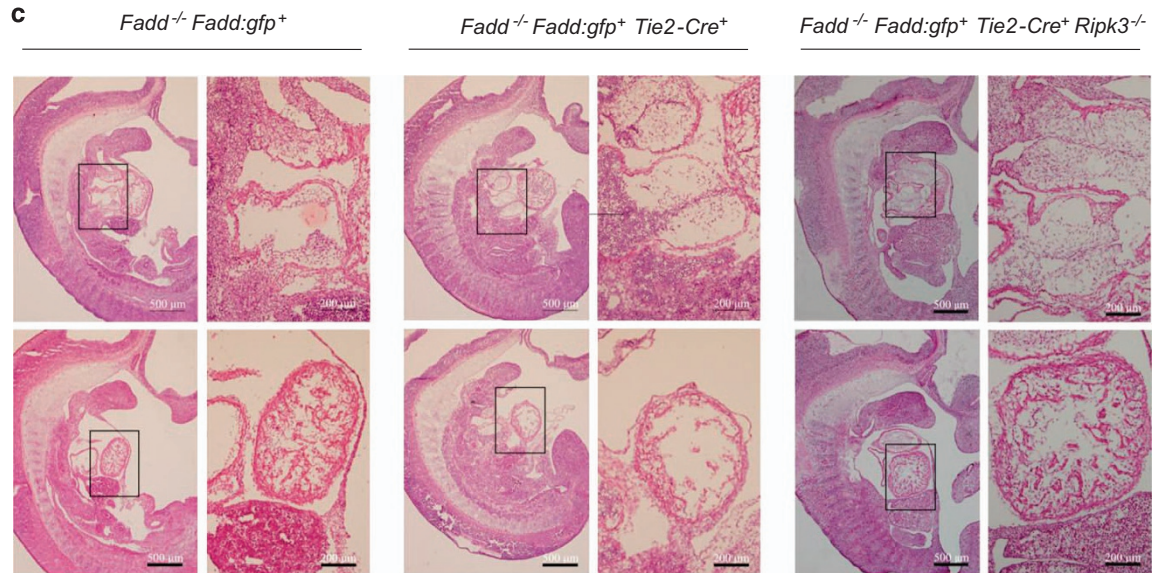 c
Fadd -/- Fadd:gfp+
Fadd -/- Fadd:gfp+ Tie2-Cre+
Fadd -/- Fadd:gfp+ Tie2-Cre+ Ripk3-/-
500 μm
200 μm
500 μm
200 μm
500 μm
200 μm
500 μm
200 μm
500 μm
200 μm
500 μm
200 μm